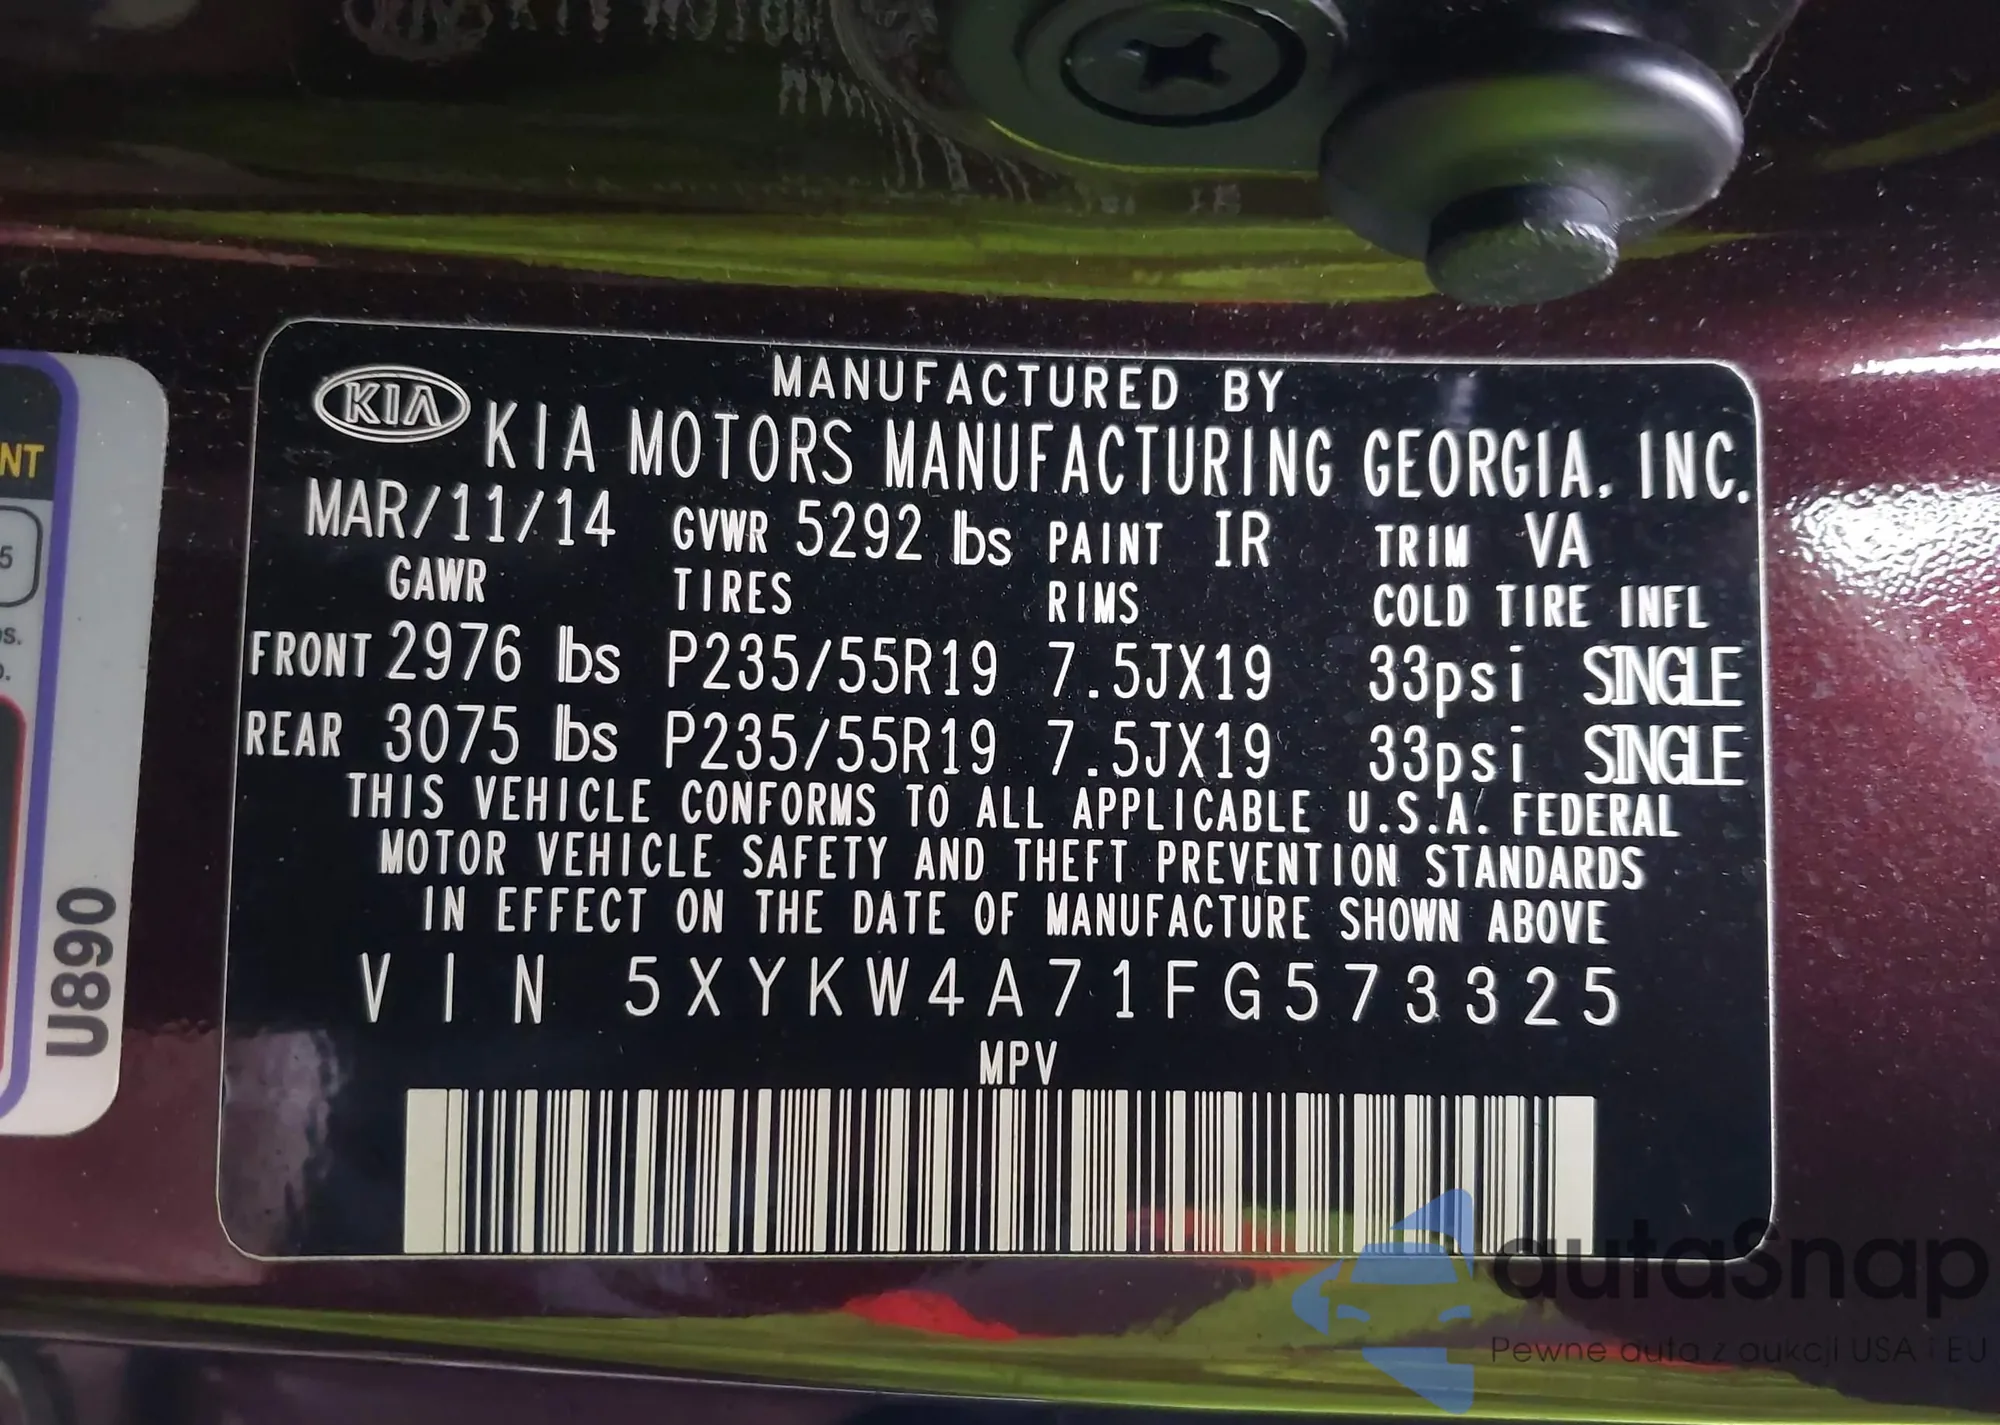 MANUFACTURED BY
KIA KIA MOTORS MANUFACTURING GEORGIA, INC.
MAR/11/14 GVWR 5292 lbs PAINT IR TRIM VA
GAWR TIRES RIMS COLD TIRE INFL
FRONT 2976 lbs P235/55R19 7.5JX19 33psi SINGLE
REAR 3075 lbs P235/55R19 7.5JX19 33psi SINGLE
THIS VEHICLE CONFORMS TO ALL APPLICABLE U.S.A. FEDERAL
MOTOR VEHICLE SAFETY AND THEFT PREVENTION STANDARDS
IN EFFECT ON THE DATE OF MANUFACTURE SHOWN ABOVE
VIN 5XYKW4A71FG573325
MPV
NT
5
U890
autaSnap
Pewne auta z aukcji USA i EU